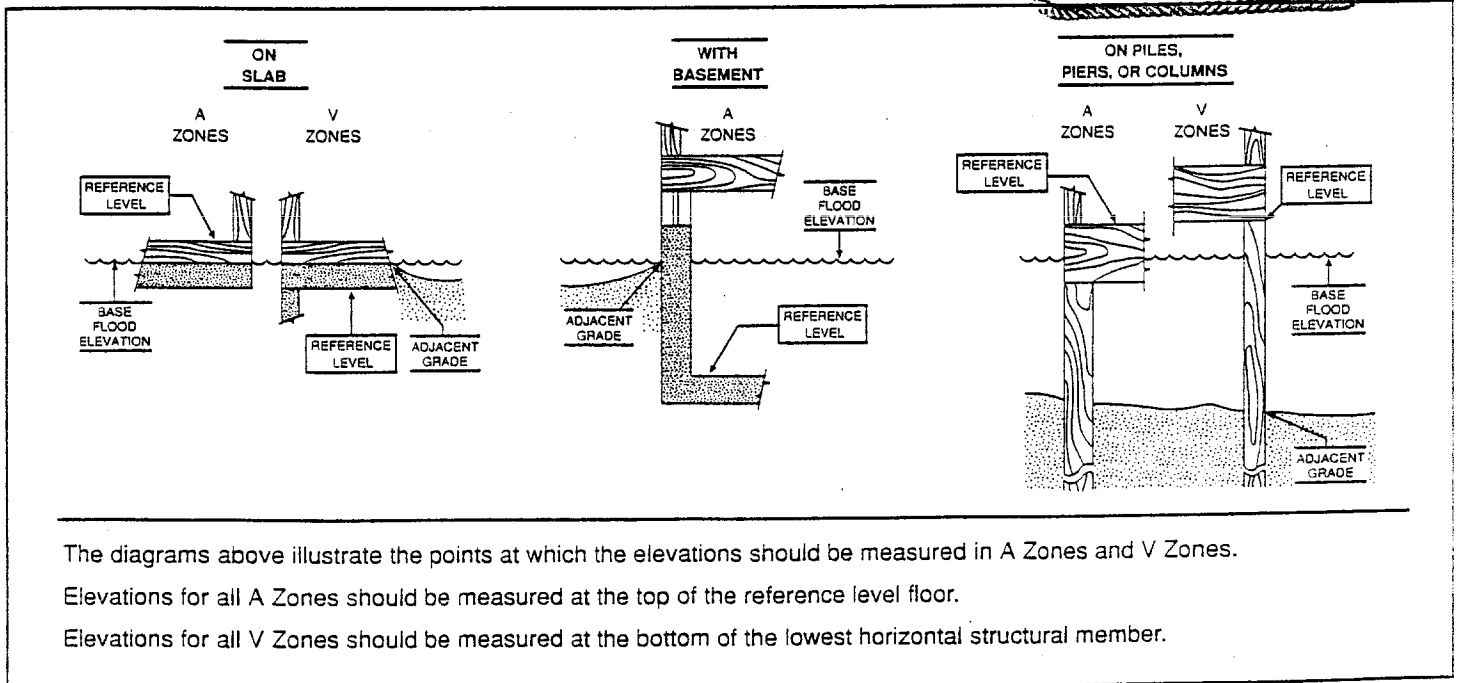 ON
SLAB
A
ZONES
V
ZONES
REFERENCE
LEVEL
BASE
FLOOD
ELEVATION
REFERENCE
LEVEL
ADJACENT
GRADE
WITH
BASEMENT
A
ZONES
BASE
FLOOD
ELEVATION
ADJACENT
GRADE
REFERENCE
LEVEL
ON PILES,
PIERS, OR COLUMNS
A
ZONES
V
ZONES
REFERENCE
LEVEL
REFERENCE
LEVEL
BASE
FLOOD
ELEVATION
ADJACENT
GRADE
The diagrams above illustrate the points at which the elevations should be measured in A Zones and V Zones.
Elevations for all A Zones should be measured at the top of the reference level floor.
Elevations for all V Zones should be measured at the bottom of the lowest horizontal structural member.